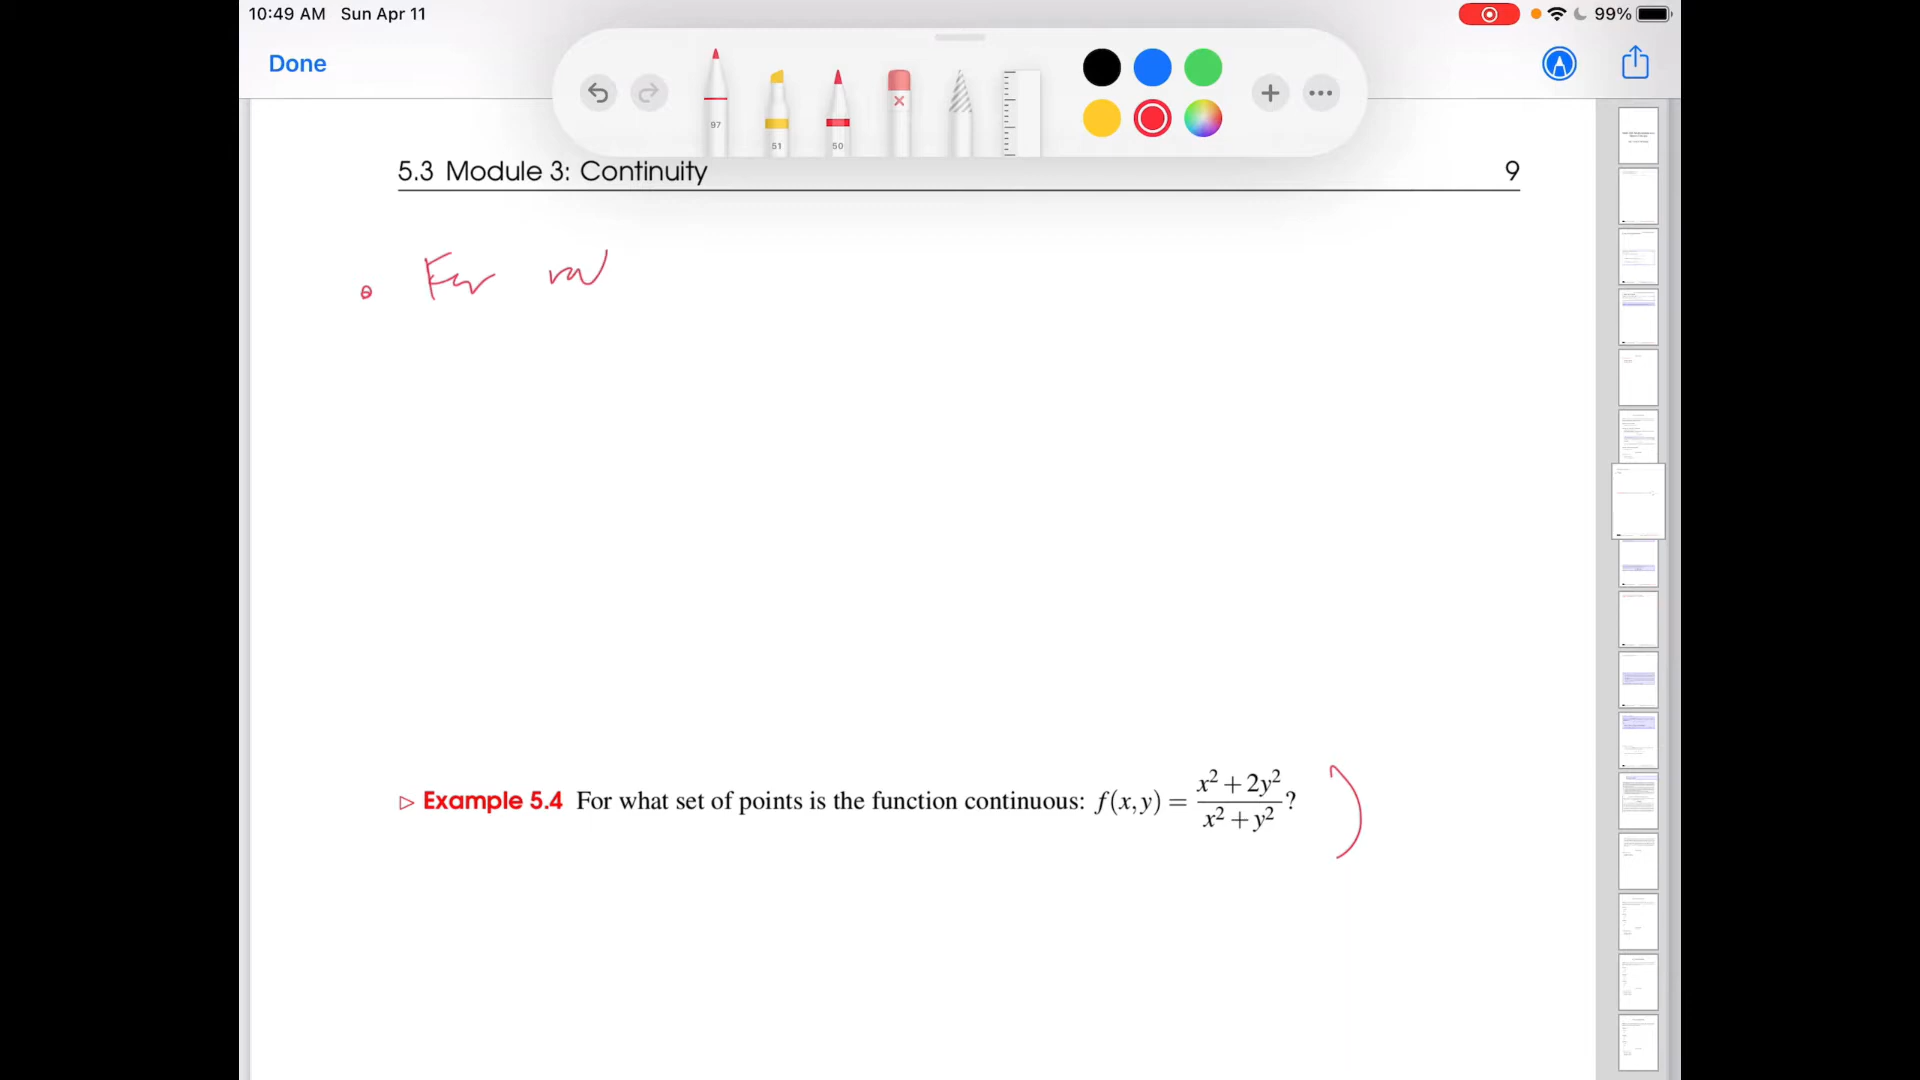 10:49 AM Sun Apr 11 99%
Done
97 51 50
5.3 Module 3: Continuity 9
For
▷ Example 5.4 For what set of points is the function continuous: f(x,y) = (x² + 2y²)/(x² + y²)?